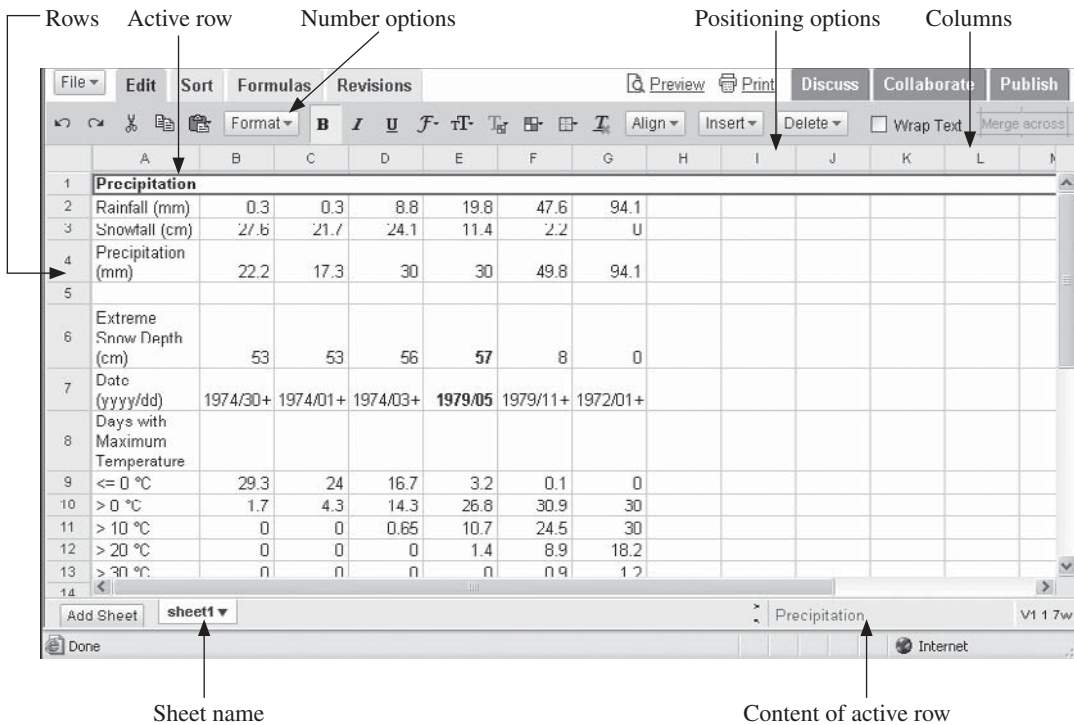 Rows Active row Number options Positioning options Columns
File Edit Sort Formulas Revisions Preview Print Discuss Collaborate Publish
Format B I U F T Align Insert Delete Wrap Text Merge across
A B C D E F G H I J K L
1 Precipitation
2 Rainfall (mm) 0.3 0.3 8.8 19.8 47.6 94.1
3 Snowfall (cm) 27.6 21.7 24.1 11.4 2.2 0
Precipitation
4 (mm) 22.2 17.3 30 30 49.8 94.1
5
Extreme
6 Snow Depth
(cm) 53 53 56 57 8 0
Date
7 (yyyy/dd) 1974/30+ 1974/01+ 1974/03+ 1979/05 1979/11+ 1972/01+
Days with
8 Maximum
Temperature
9 <= 0 °C 29.3 24 16.7 3.2 0.1 0
10 > 0 °C 1.7 4.3 14.3 26.8 30.9 30
11 > 10 °C 0 0 0.65 10.7 24.5 30
12 > 20 °C 0 0 0 1.4 8.9 18.2
13 > 30 °C 0 0 0 0 0.9 1.2
14
Add Sheet sheet1 Precipitation V1 1 7w
Done Internet
Sheet name Content of active row